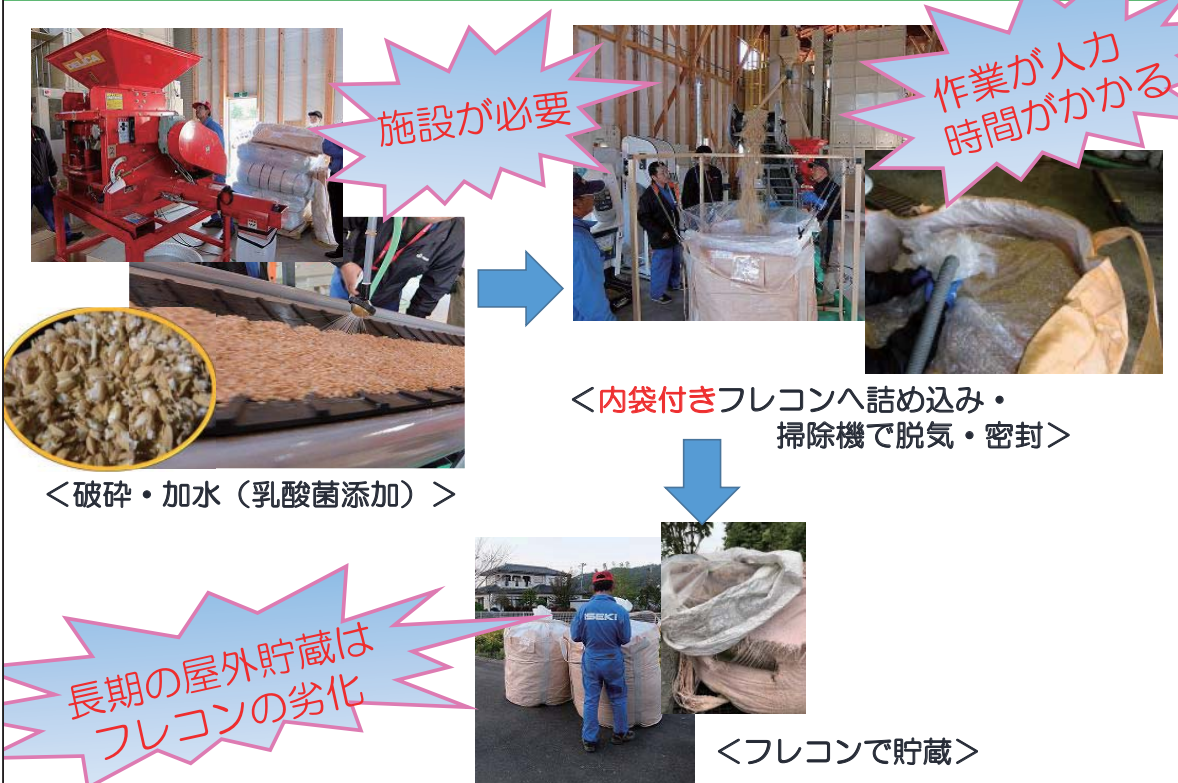 DELICA
施設が必要
作業が人力
時間がかかる
＜内袋付きフレコンへ詰め込み・
掃除機で脱気・密封＞
＜破砕・加水（乳酸菌添加）＞
ISEKI
長期の屋外貯蔵は
フレコンの劣化
＜フレコンで貯蔵＞